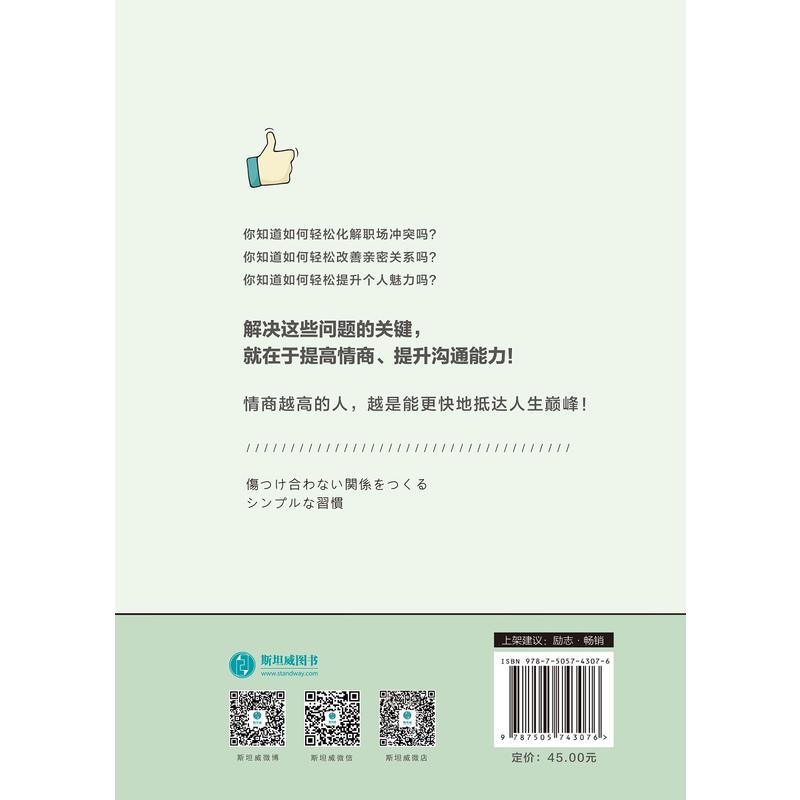 你知道如何轻松化解职场冲突吗？
你知道如何轻松改善亲密关系吗？
你知道如何轻松提升个人魅力吗？
解决这些问题的关键，
就在于提高情商、提升沟通能力！
情商越高的人，越是能更快地抵达人生巅峰！
傷つけ合わない関係をつくる
シンプルな習慣
斯坦威图书
www.standway.com
斯坦威微博
斯坦威微信
斯坦威微店
上架建议：励志·畅销
ISBN 978-7-5057-4307-6
9 787505 743076 >
定价：45.00元